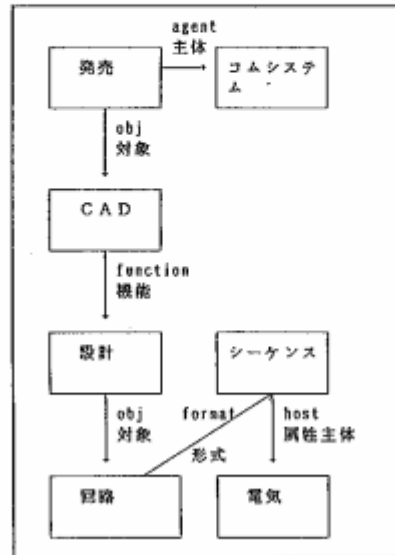 agent
主体
発売
コムシステ
ム
obj
対象
CAD
function
機能
設計
シーケンス
obj
対象
format
形式
host
属性主体
回路
電気